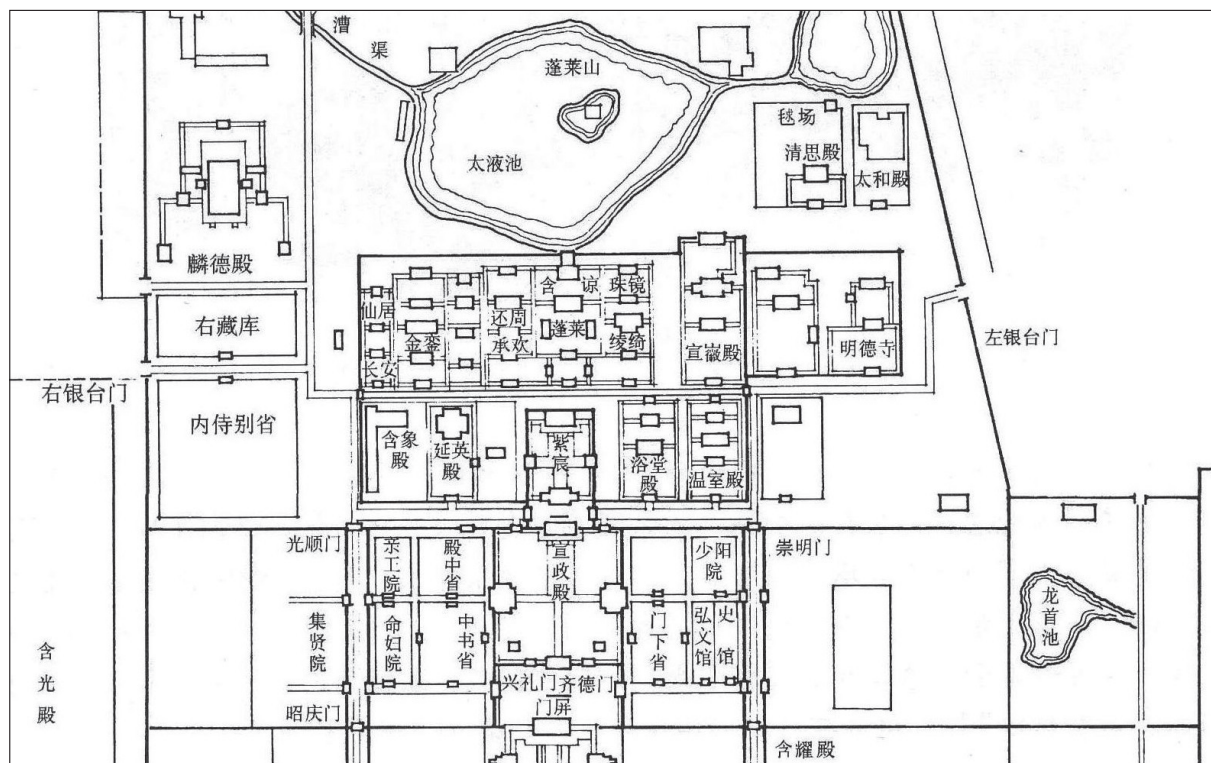 漕渠
蓬莱山
太液池
毬场
清思殿
太和殿
麟德殿
右藏库
仙居
金銮
长安
还周
承欢
含凉
蓬莱
珠镜
绫绮
宣徽殿
明德寺
左银台门
右银台门
内侍别省
含象殿
延英殿
紫宸
浴堂殿
温室殿
光顺门
亲王院
殿中省
宣政殿
少阳院
崇明门
集贤院
命妇院
中书省
门下省
弘文馆
史馆
龙首池
含光殿
兴礼门
齐德门
门屏
昭庆门
含耀殿